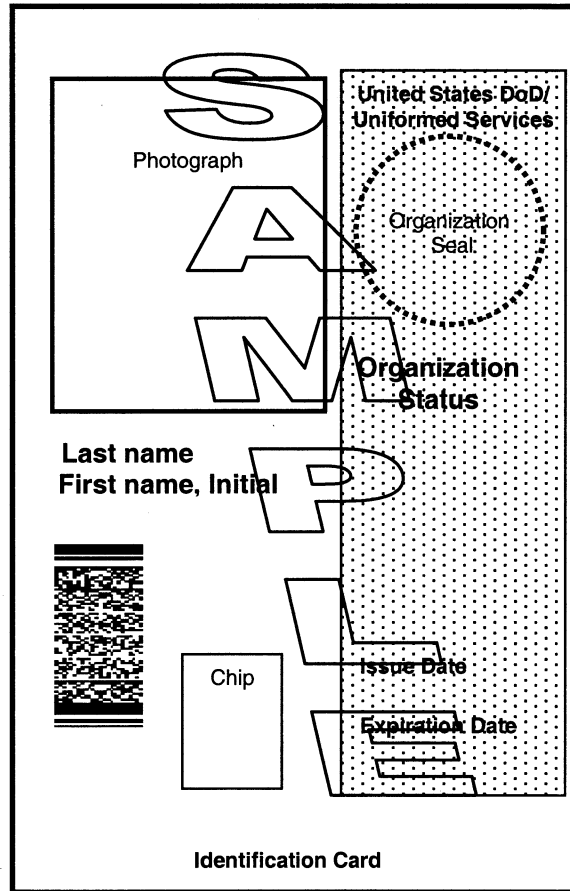 SAMPLE
United States DoD/
Uniformed Services
Photograph
Organization
Seal
Organization
Status
Last name
First name, Initial
Chip
Issue Date
Expiration Date
Identification Card